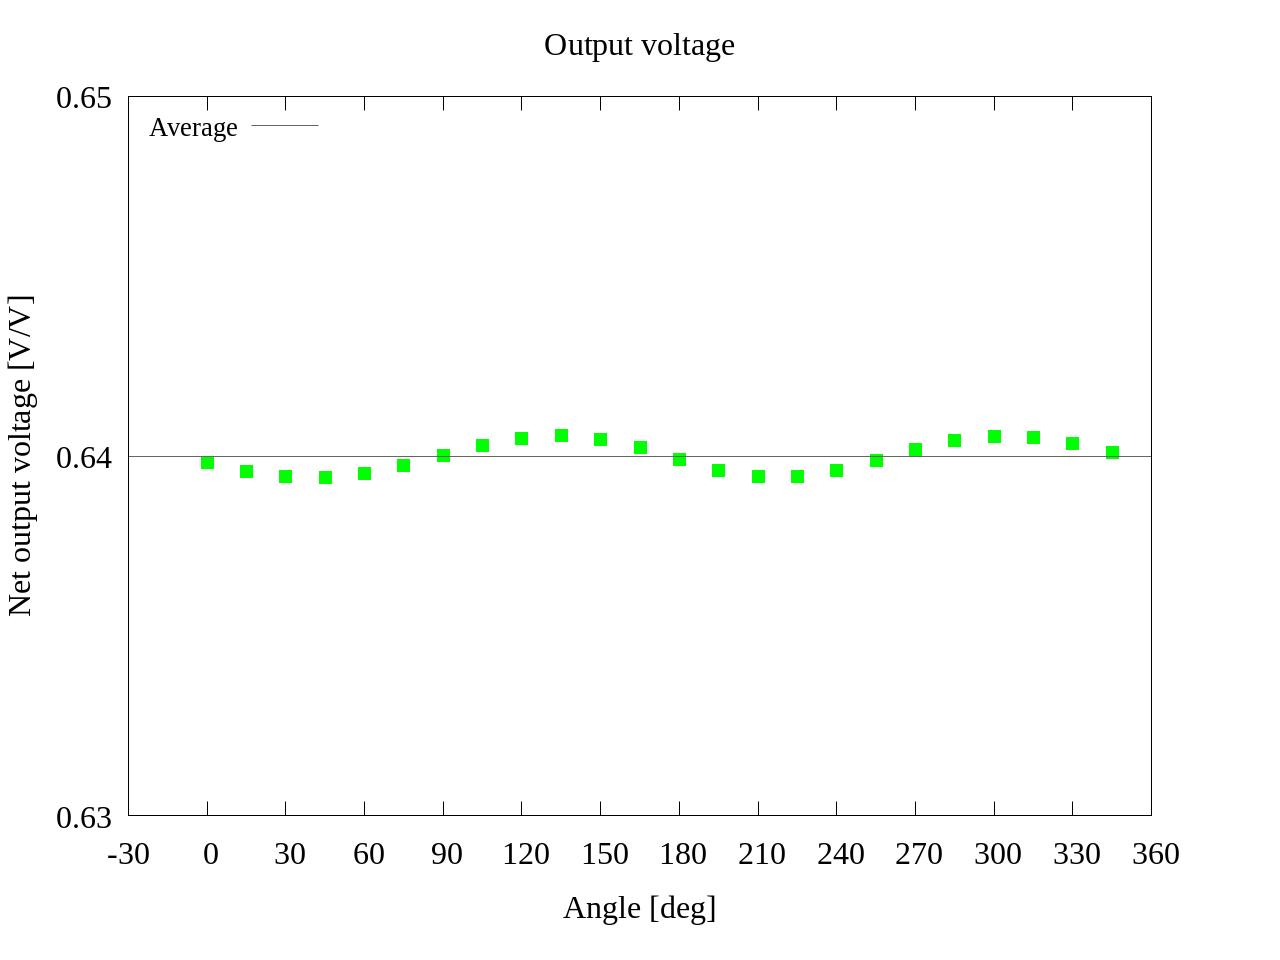 Output voltage
0.65
Average
Net output voltage [V/V]
0.64
0.63
-30 0 30 60 90 120 150 180 210 240 270 300 330 360
Angle [deg]